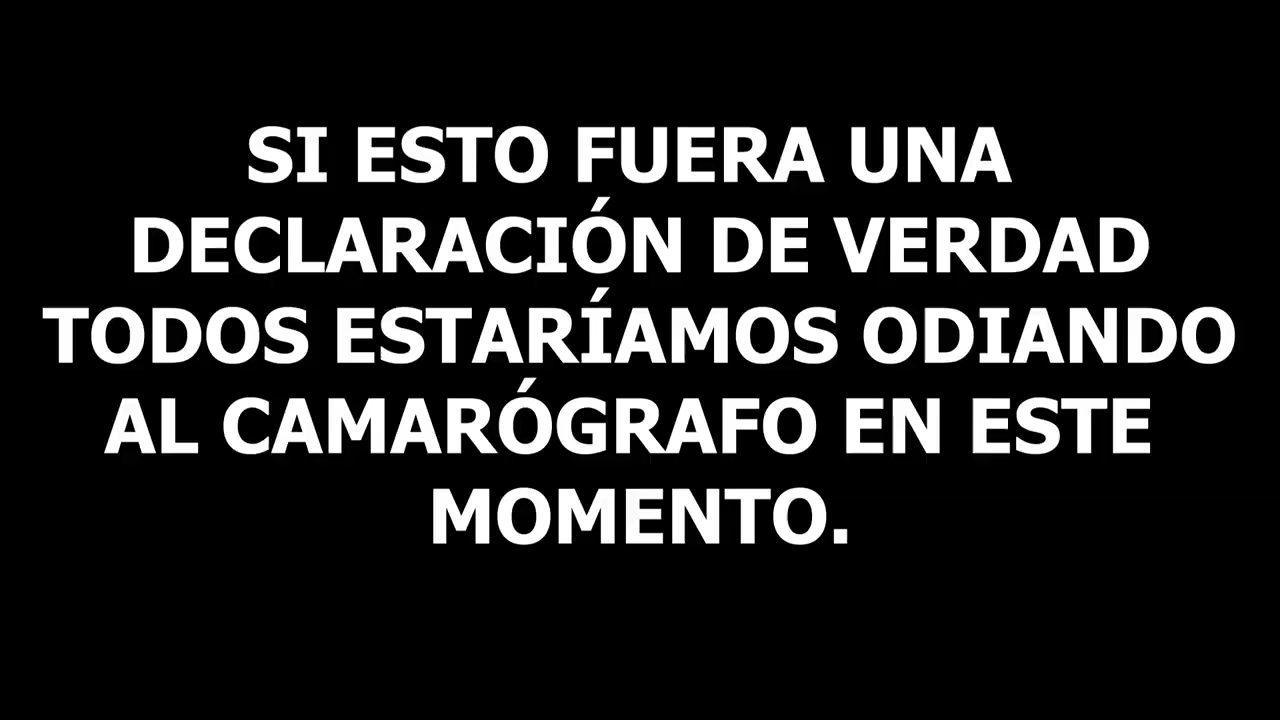 SI ESTO FUERA UNA
DECLARACIÓN DE VERDAD
TODOS ESTARÍAMOS ODIANDO
AL CAMARÓGRAFO EN ESTE
MOMENTO.